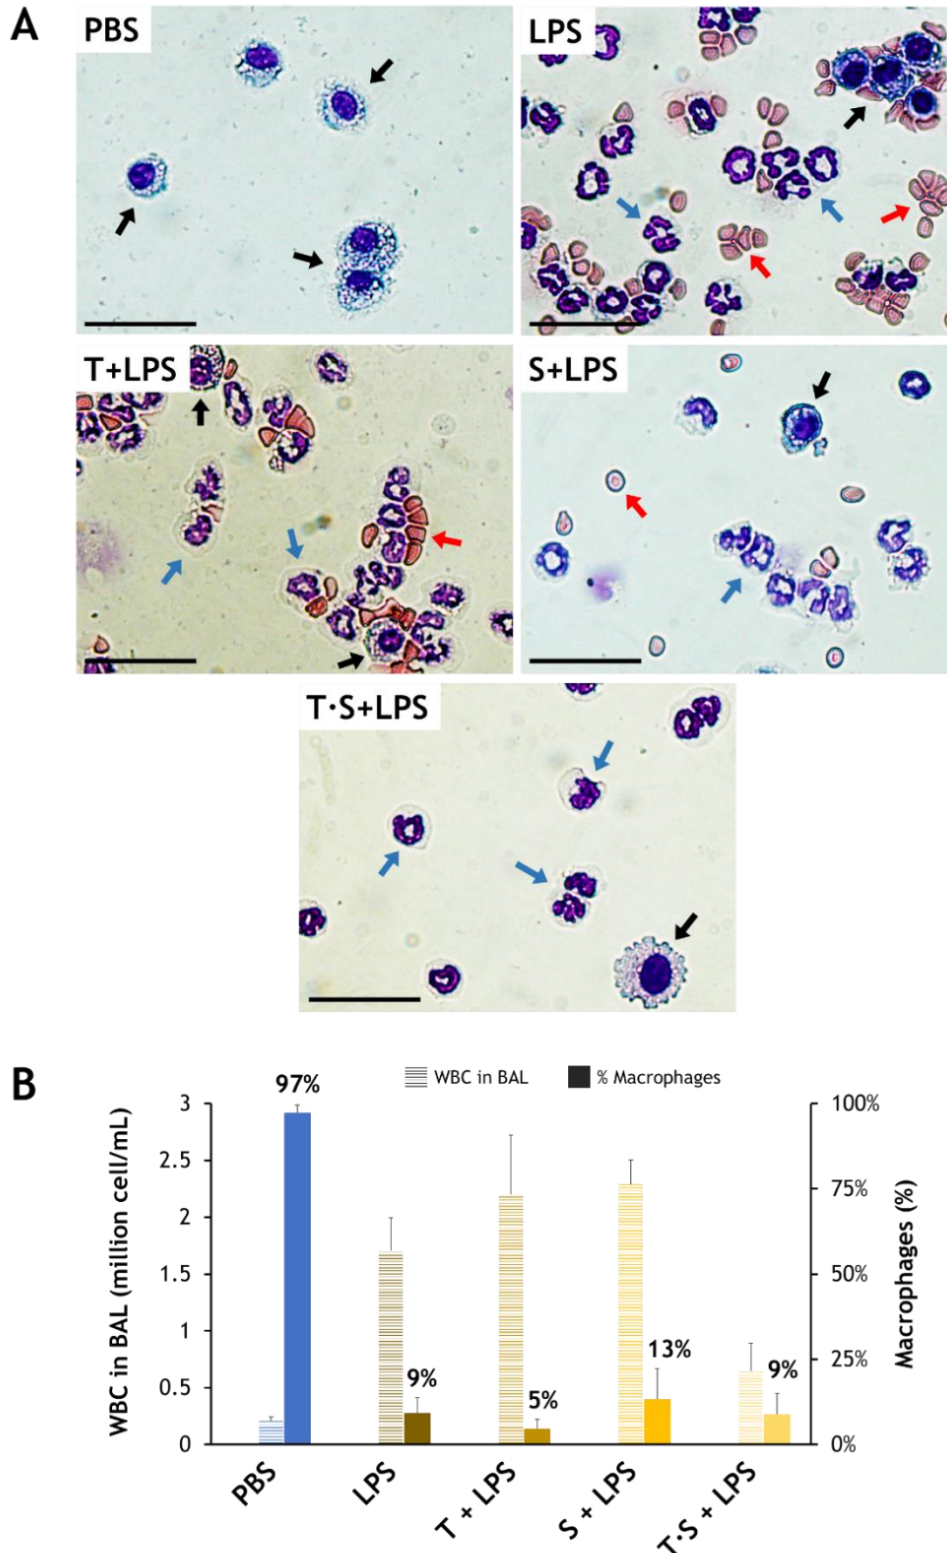 A
PBS
LPS
T+LPS
S+LPS
T·S+LPS
B
WBC in BAL
% Macrophages
WBC in BAL (million cell/mL)
3
2.5
2
1.5
1
0.5
0
97%
9%
5%
13%
9%
100%
75%
50%
25%
0%
Macrophages (%)
PBS
LPS
T + LPS
S + LPS
T·S + LPS